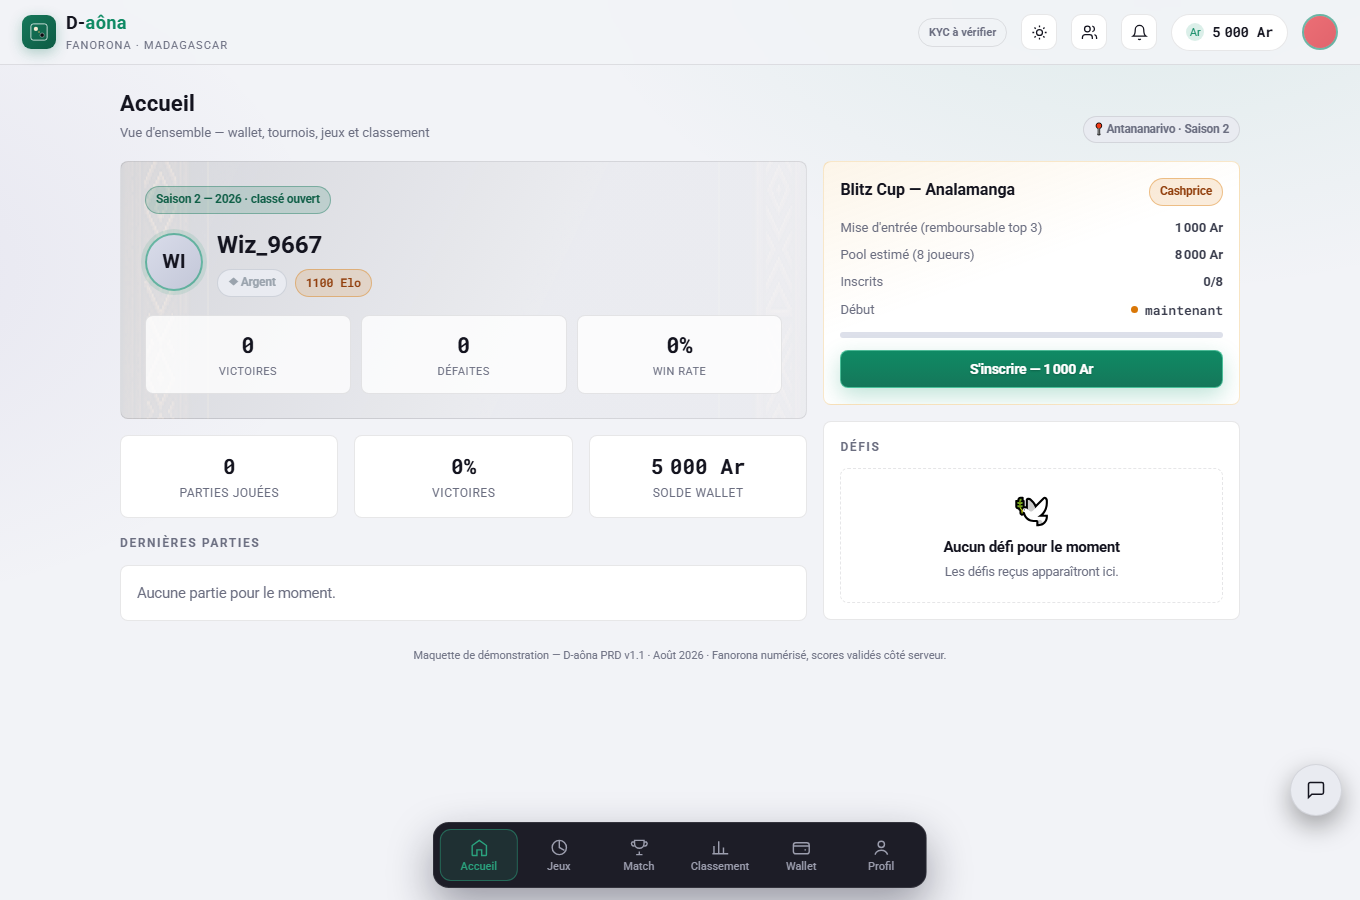 D-aôna
FANORONA · MADAGASCAR
KYC à vérifier
Ar 5 000 Ar
Accueil
Vue d'ensemble — wallet, tournois, jeux et classement
Antananarivo · Saison 2
Saison 2 — 2026 · classé ouvert
WI
Wiz_9667
Argent
1100 Elo
0
VICTOIRES
0
DÉFAITES
0%
WIN RATE
0
PARTIES JOUÉES
0%
VICTOIRES
5 000 Ar
SOLDE WALLET
DERNIÈRES PARTIES
Aucune partie pour le moment.
Blitz Cup — Analamanga
Cashprice
Mise d'entrée (remboursable top 3) 1 000 Ar
Pool estimé (8 joueurs) 8 000 Ar
Inscrits 0/8
Début maintenant
S'inscrire — 1 000 Ar
DÉFIS
Aucun défi pour le moment
Les défis reçus apparaîtront ici.
Maquette de démonstration — D-aôna PRD v1.1 · Août 2026 · Fanorona numérisé, scores validés côté serveur.
Accueil
Jeux
Match
Classement
Wallet
Profil